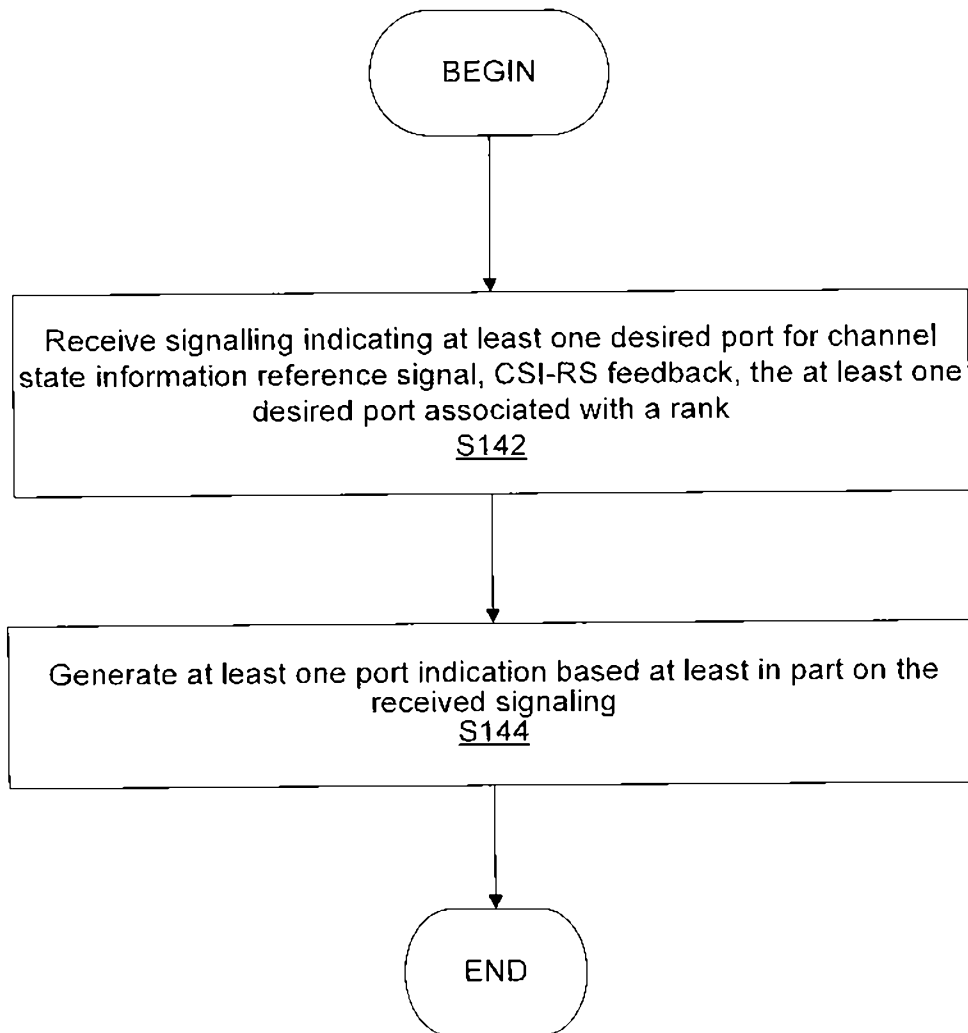 BEGIN
Receive signalling indicating at least one desired port for channel
state information reference signal, CSI-RS feedback, the at least one
desired port associated with a rank
S142
Generate at least one port indication based at least in part on the
received signaling
S144
END